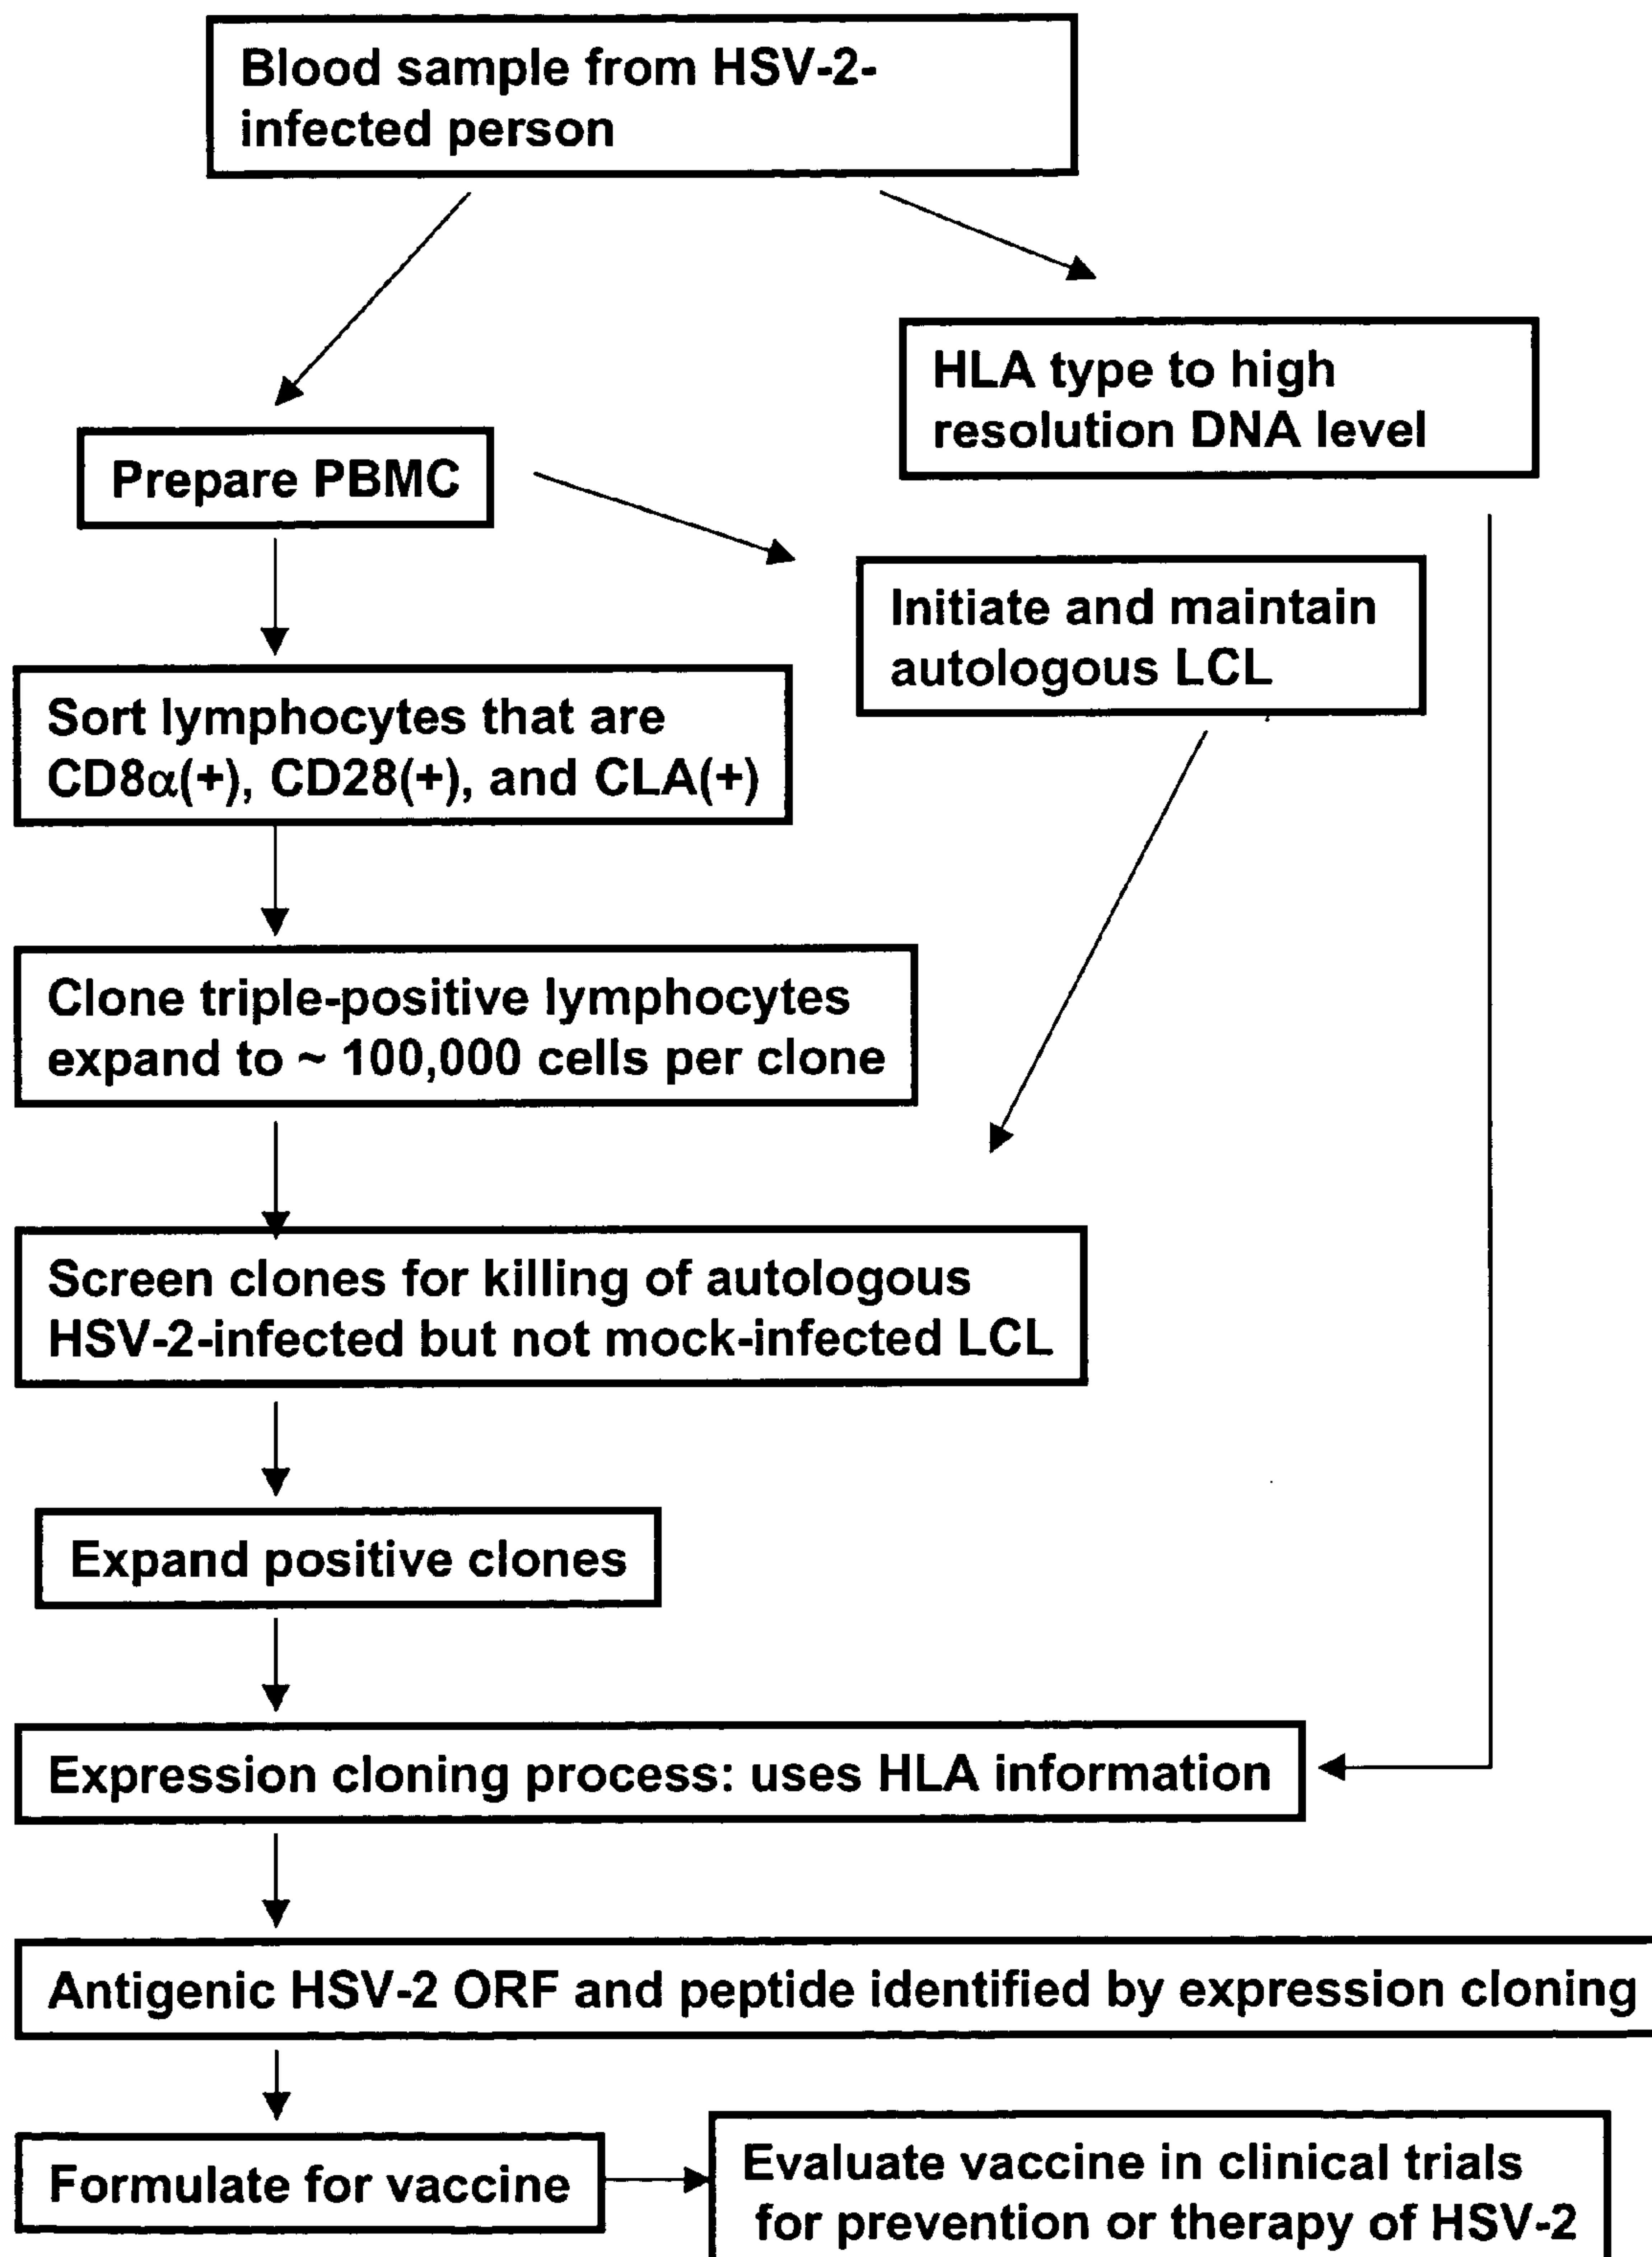 Blood sample from HSV-2-
infected person
HLA type to high
resolution DNA level
Prepare PBMC
Initiate and maintain
autologous LCL
Sort lymphocytes that are
CD8α(+), CD28(+), and CLA(+)
Clone triple-positive lymphocytes
expand to ~ 100,000 cells per clone
Screen clones for killing of autologous
HSV-2-infected but not mock-infected LCL
Expand positive clones
Expression cloning process: uses HLA information
Antigenic HSV-2 ORF and peptide identified by expression cloning
Formulate for vaccine
Evaluate vaccine in clinical trials
for prevention or therapy of HSV-2